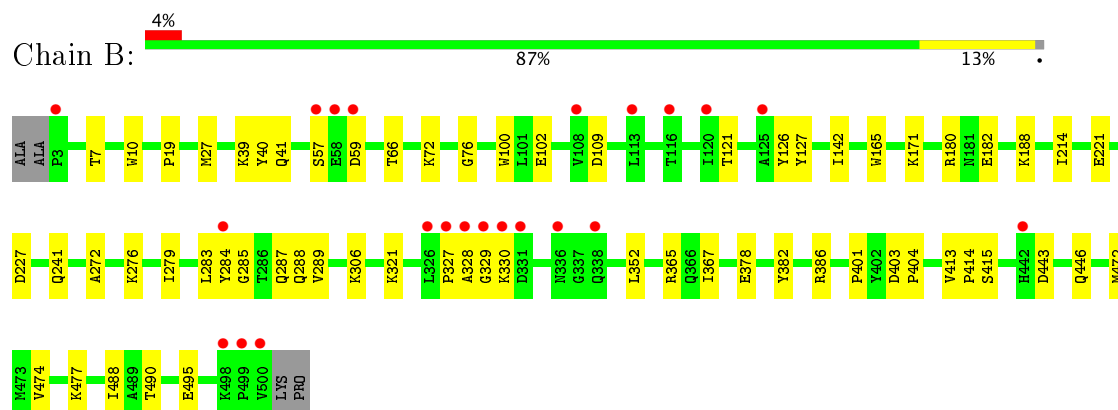 4%
Chain B:
87% 13% •
ALA ALA P3 T7 W10 P19 M27 K39 Y40 Q41 S57 E58 D59 T66 K72 G76 W100 L101 E102 V108 D109 L113 T116 I120 T121 A125 Y126 Y127 I142 W165 K171 R180 N181 E182 K188 I214 E221
D227 Q241 A272 K276 I279 L283 Y284 G285 T286 Q287 Q288 V289 K306 K321 L326 P327 A328 G329 K330 D331 N336 G337 Q338 L352 R365 Q366 I367 E378 Y382 R386 P401 Y402 D403 P404 V413 P414 S415 H442 D443 Q446 M472
M473 V474 K477 I488 A489 T490 E495 K498 P499 V500 LYS PRO